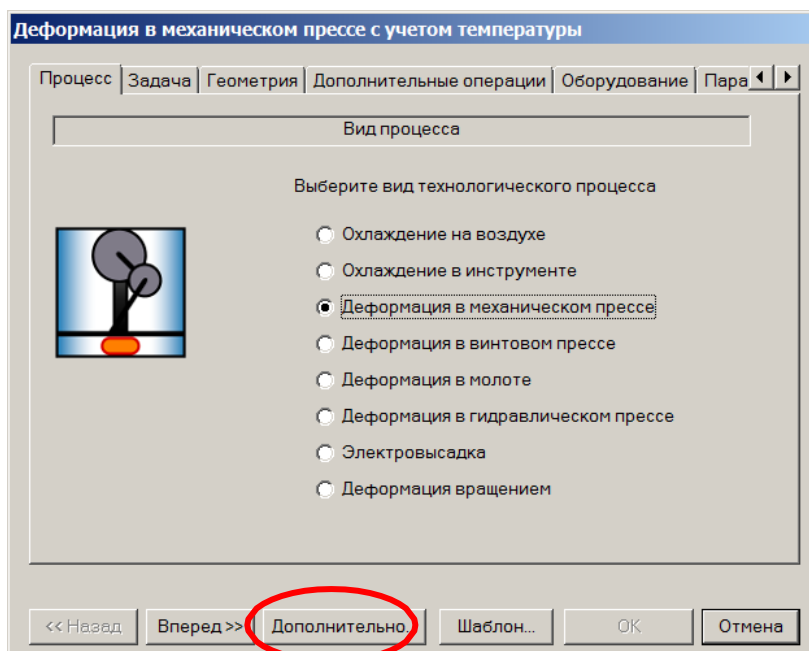 Деформация в механическом прессе с учетом температуры
Процесс Задача Геометрия Дополнительные операции Оборудование Пара
Вид процесса
Выберите вид технологического процесса
Охлаждение на воздухе
Охлаждение в инструменте
Деформация в механическом прессе
Деформация в винтовом прессе
Деформация в молоте
Деформация в гидравлическом прессе
Электровысадка
Деформация вращением
<< Назад Вперед >> Дополнительно... Шаблон... OK Отмена